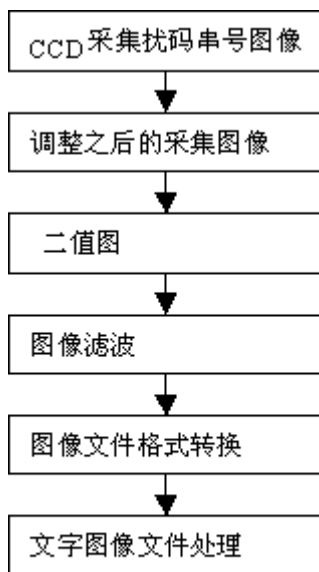 CCD采集扰码串号图像
调整之后的采集图像
二值图
图像滤波
图像文件格式转换
文字图像文件处理